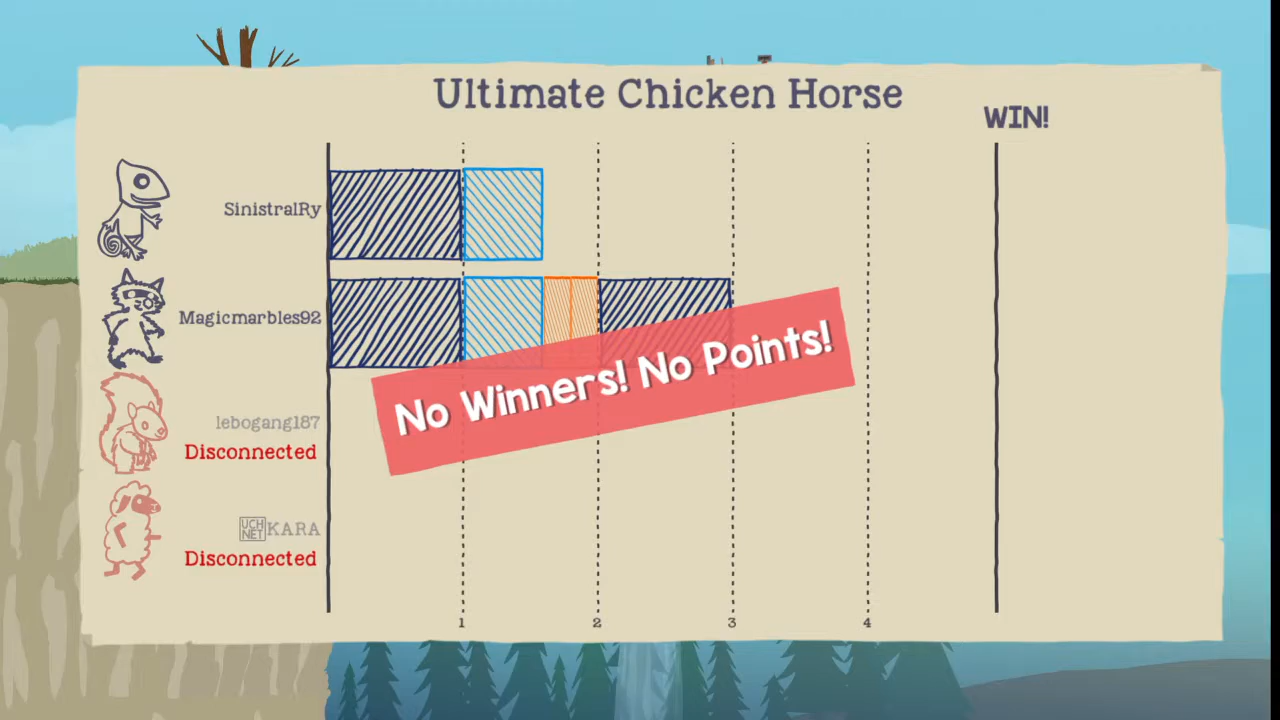 Ultimate Chicken Horse
WIN!
SinistralRy
Magicmarbles92
No Winners! No Points!
lebogang187
Disconnected
UCH NET KARA
Disconnected
1 2 3 4